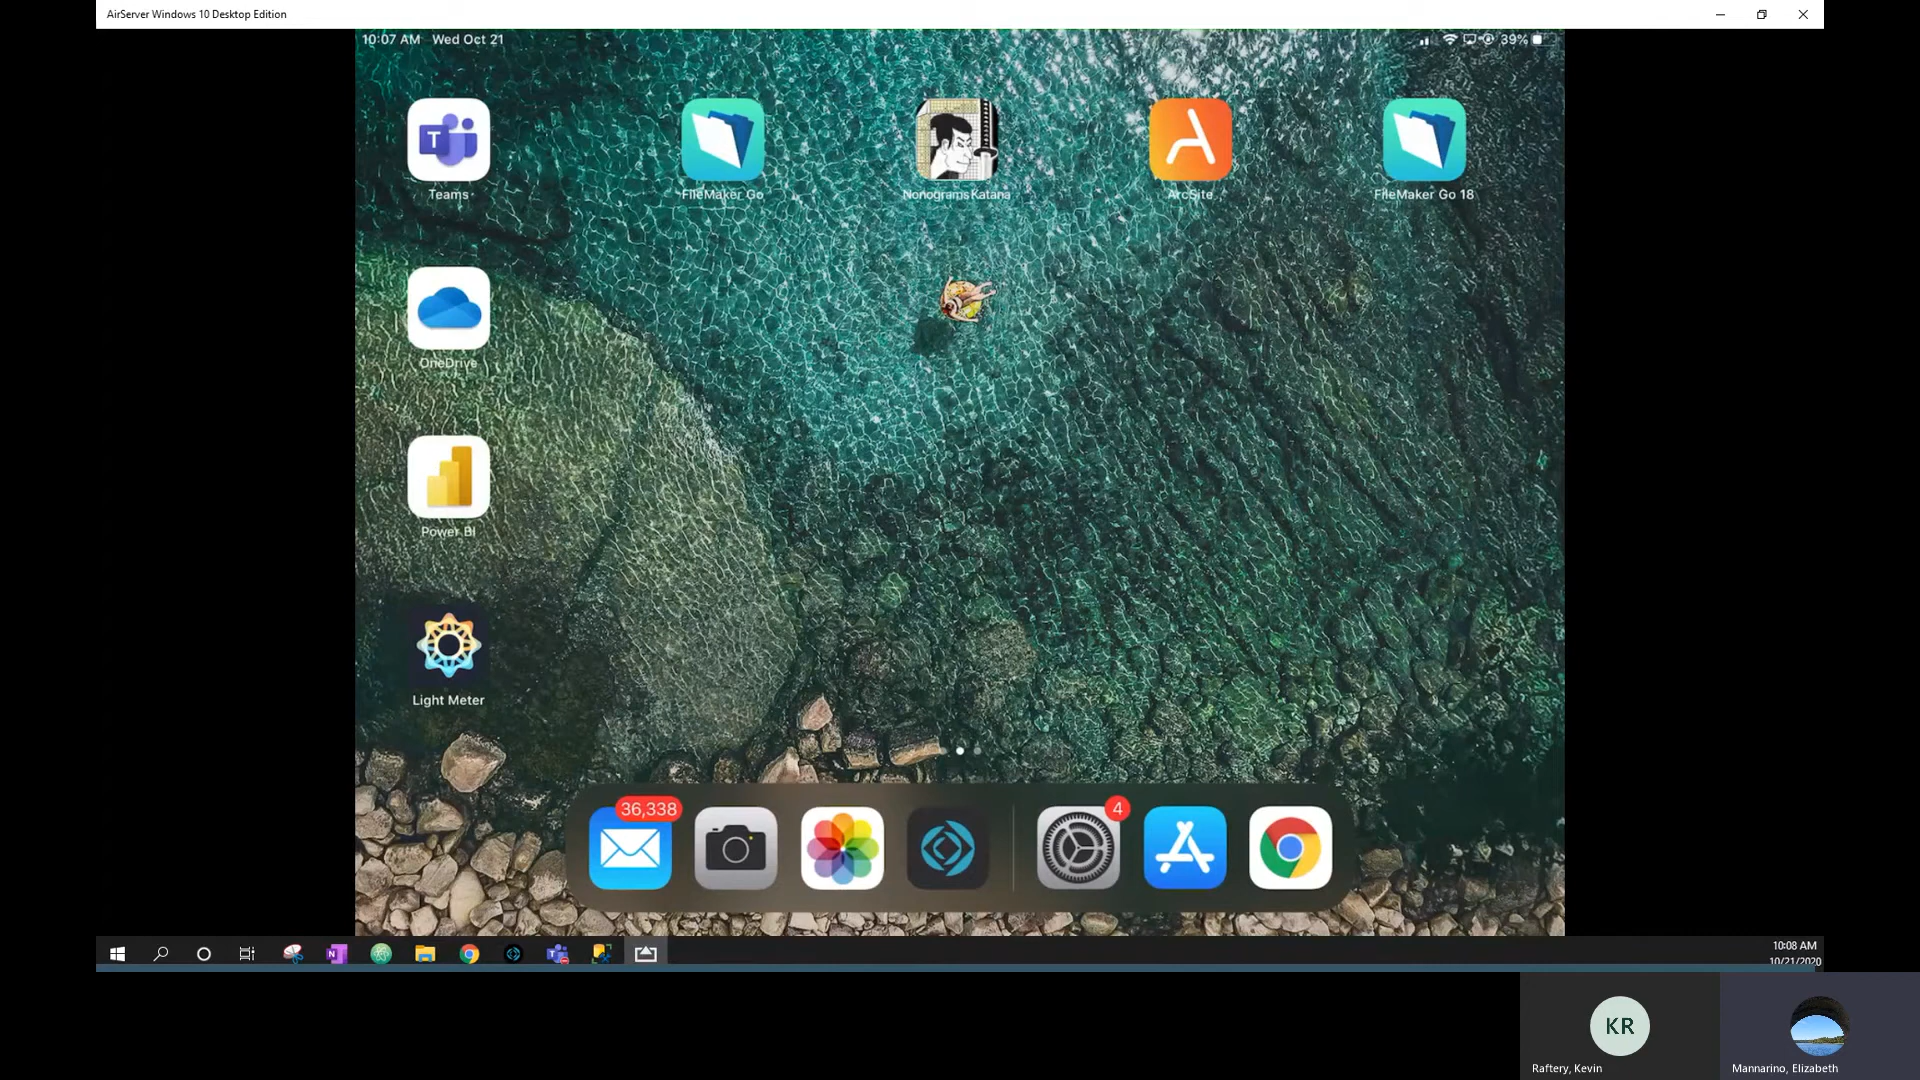 AirServer Windows 10 Desktop Edition
10:07 AM Wed Oct 21
39%
Teams
FileMaker Go
NonogramsKatana
ArcSite
FileMaker Go 18
T
OneDrive
Power BI
Light Meter
36,338
4
N
T
10:08 AM
10/21/2020
KR
Raftery, Kevin
Mannarino, Elizabeth